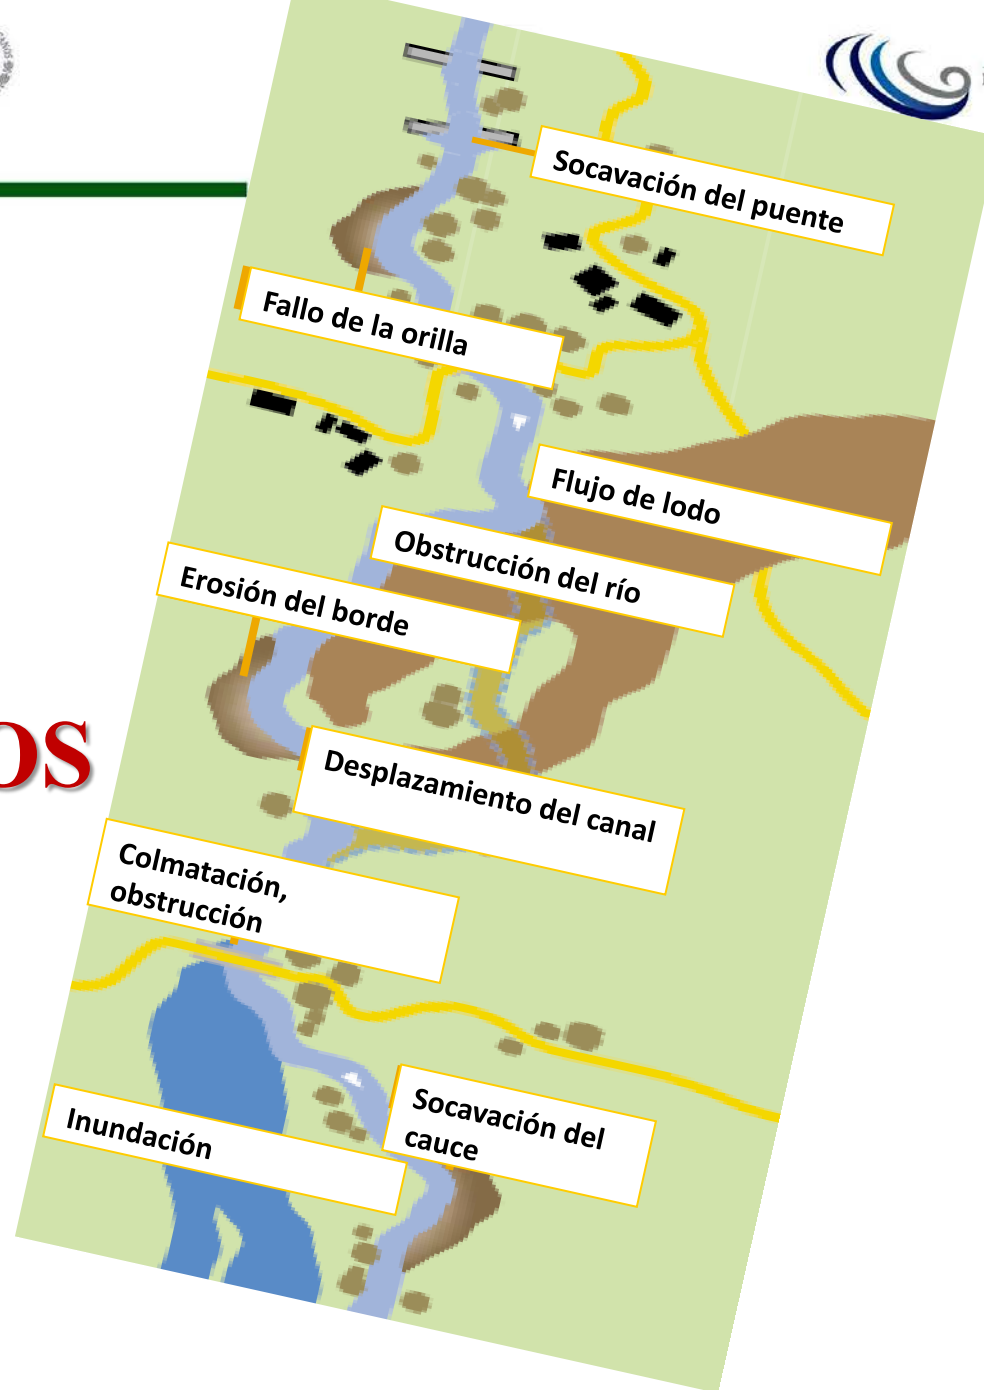 Socavación del puente
Fallo de la orilla
Flujo de lodo
Obstrucción del río
Erosión del borde
OS
Desplazamiento del canal
Colmatación,
obstrucción
Socavación del
cauce
Inundación